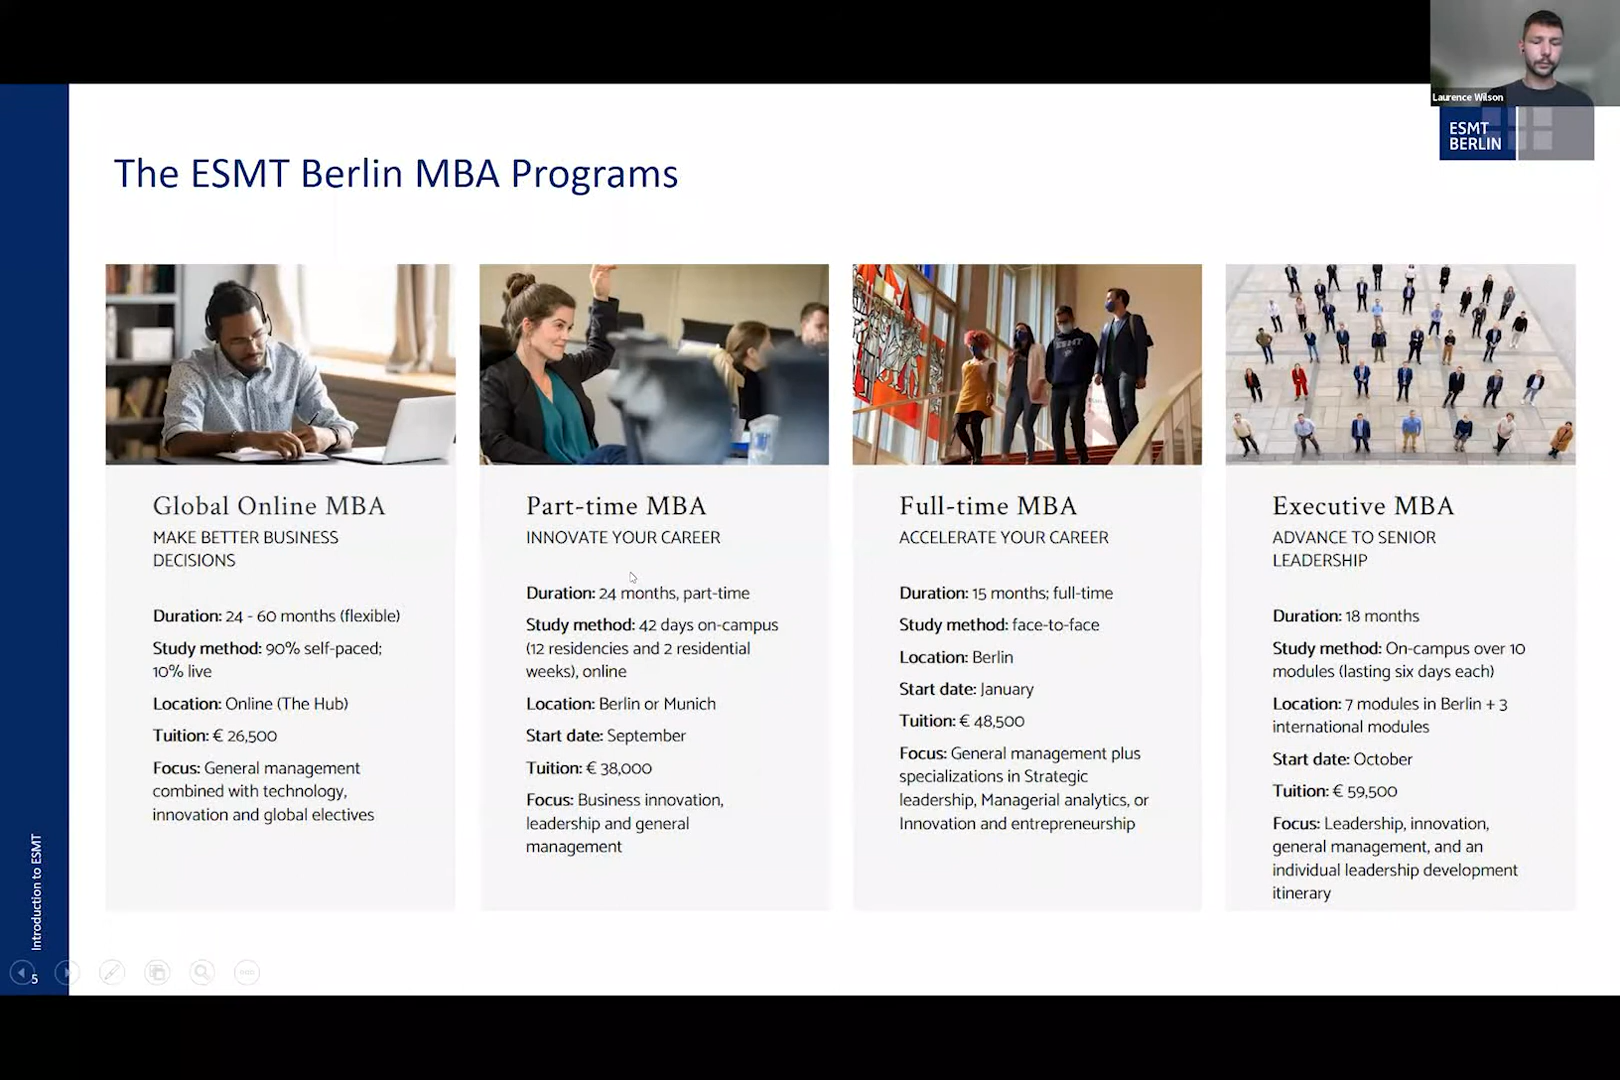 Laurence Wilson
ESMT
BERLIN
The ESMT Berlin MBA Programs
Global Online MBA
MAKE BETTER BUSINESS
DECISIONS
Duration: 24 - 60 months (flexible)
Study method: 90% self-paced;
10% live
Location: Online (The Hub)
Tuition: € 26,500
Focus: General management
combined with technology,
innovation and global electives
Part-time MBA
INNOVATE YOUR CAREER
Duration: 24 months, part-time
Study method: 42 days on-campus
(12 residencies and 2 residential
weeks), online
Location: Berlin or Munich
Start date: September
Tuition: € 38,000
Focus: Business innovation,
leadership and general
management
ESMT
Full-time MBA
ACCELERATE YOUR CAREER
Duration: 15 months; full-time
Study method: face-to-face
Location: Berlin
Start date: January
Tuition: € 48,500
Focus: General management plus
specializations in Strategic
leadership, Managerial analytics, or
Innovation and entrepreneurship
Executive MBA
ADVANCE TO SENIOR
LEADERSHIP
Duration: 18 months
Study method: On-campus over 10
modules (lasting six days each)
Location: 7 modules in Berlin + 3
international modules
Start date: October
Tuition: € 59,500
Focus: Leadership, innovation,
general management, and an
individual leadership development
itinerary
Introduction to ESMT
5